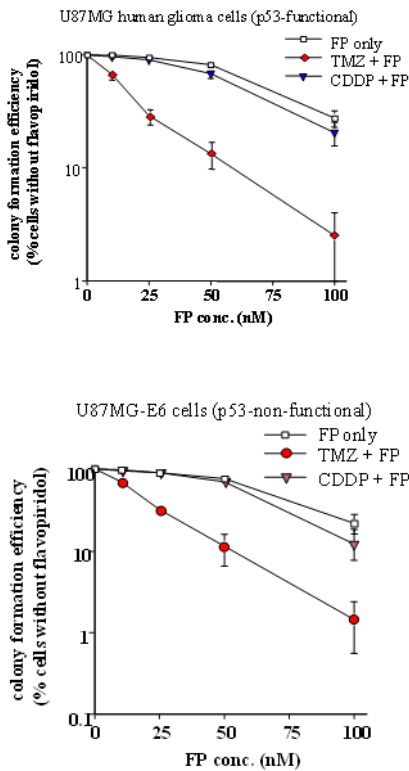 U87MG human glioma cells (p53-functional)
FP only
TMZ + FP
CDDP + FP
colony formation efficiency
(%cells without flavopiridol)
100
10
1
0 25 50 75 100
FP conc. (nM)
U87MG-E6 cells (p53-non-functional)
FP only
TMZ + FP
CDDP + FP
colony formation efficiency
(% cells without flavopiridol)
100
10
1
0.1
0 25 50 75 100
FP conc. (nM)